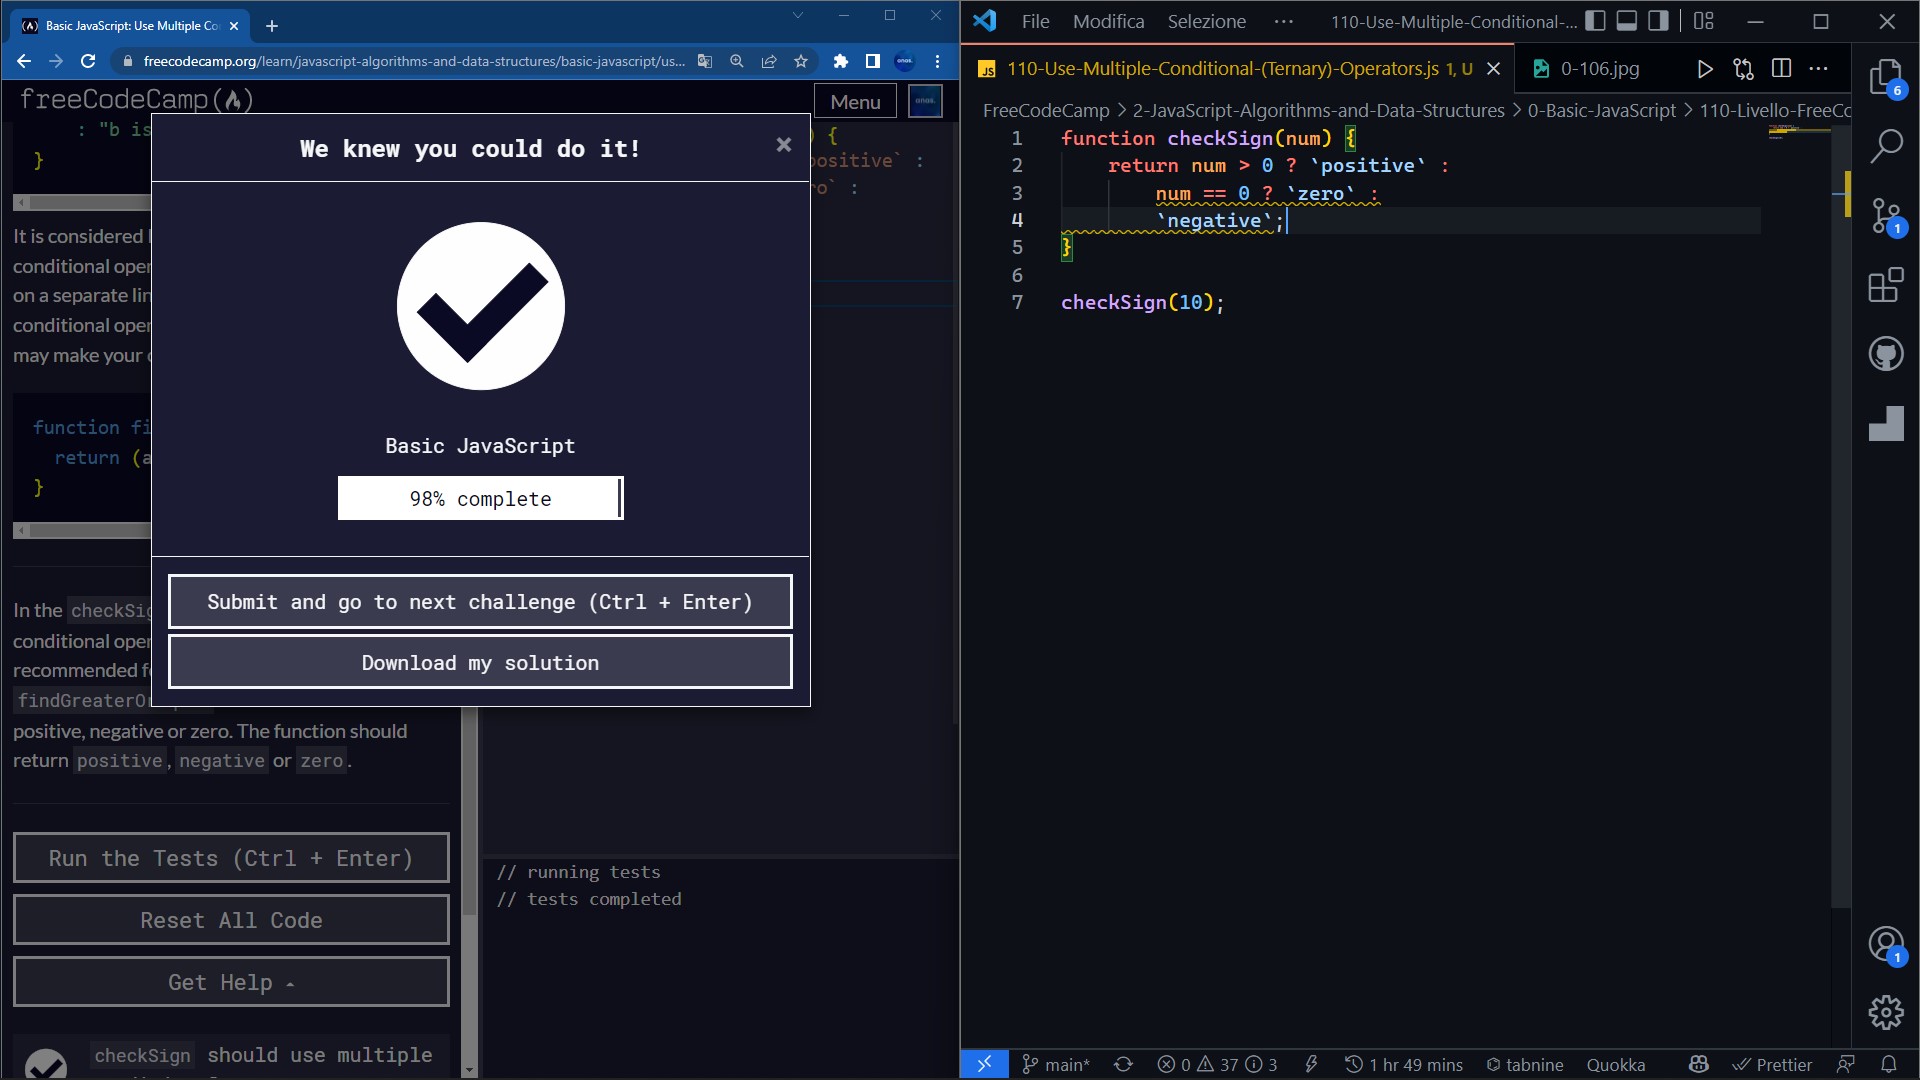 Basic JavaScript: Use Multiple Co
freecodecamp.org/learn/javascript-algorithms-and-data-structures/basic-javascript/us...
freeCodeCamp
Menu
: "b is
}
We knew you could do it!
Basic JavaScript
98% complete
Submit and go to next challenge (Ctrl + Enter)
Download my solution
) {
positive` :
ro` :
It is considered
conditional oper
on a separate lin
conditional oper
may make your
function fi
return (a
}
In the checkSig
conditional oper
recommended f
findGreaterOr
positive, negative or zero. The function should
return positive, negative or zero.
Run the Tests (Ctrl + Enter)
Reset All Code
Get Help
checkSign should use multiple
// running tests
// tests completed
File Modifica Selezione ··· 110-Use-Multiple-Conditional-...
110-Use-Multiple-Conditional-(Ternary)-Operators.js 1, U
0-106.jpg
FreeCodeCamp > 2-JavaScript-Algorithms-and-Data-Structures > 0-Basic-JavaScript > 110-Livello-FreeCo
1 function checkSign(num) {
2 return num > 0 ? `positive` :
3 num == 0 ? `zero` :
4 `negative`;
5 }
6
7 checkSign(10);
6
1
1
main* 0 37 3 1 hr 49 mins tabnine Quokka Prettier